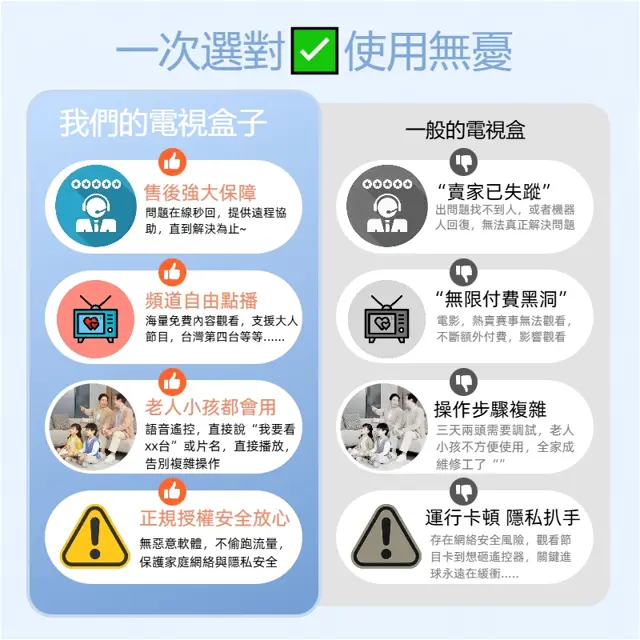 一次選對✅使用無憂
我們的電視盒子
售後強大保障
問題在線秒回，提供遠程協
助，直到解決為止~
頻道自由點播
海量免費內容觀看，支援大人
節目，台灣第四台等等......
老人小孩都會用
語音遙控，直接說“我要看
xx台”或片名，直接播放，
告別複雜操作
正規授權安全放心
無惡意軟體，不偷跑流量，
保護家庭網絡與隱私安全
一般的電視盒
“賣家已失蹤”
出問題找不到人，或者機器
人回復，無法真正解決問題
“無限付費黑洞”
電影，熱賣賽事無法觀看，
不斷額外付費，影響觀看
操作步驟複雜
三天兩頭需要調試，老人
小孩不方便使用，全家成
維修工了“”
運行卡頓 隱私扒手
存在網絡安全風險，觀看節
目卡到想砸遙控器，關鍵進
球永遠在緩衝.....